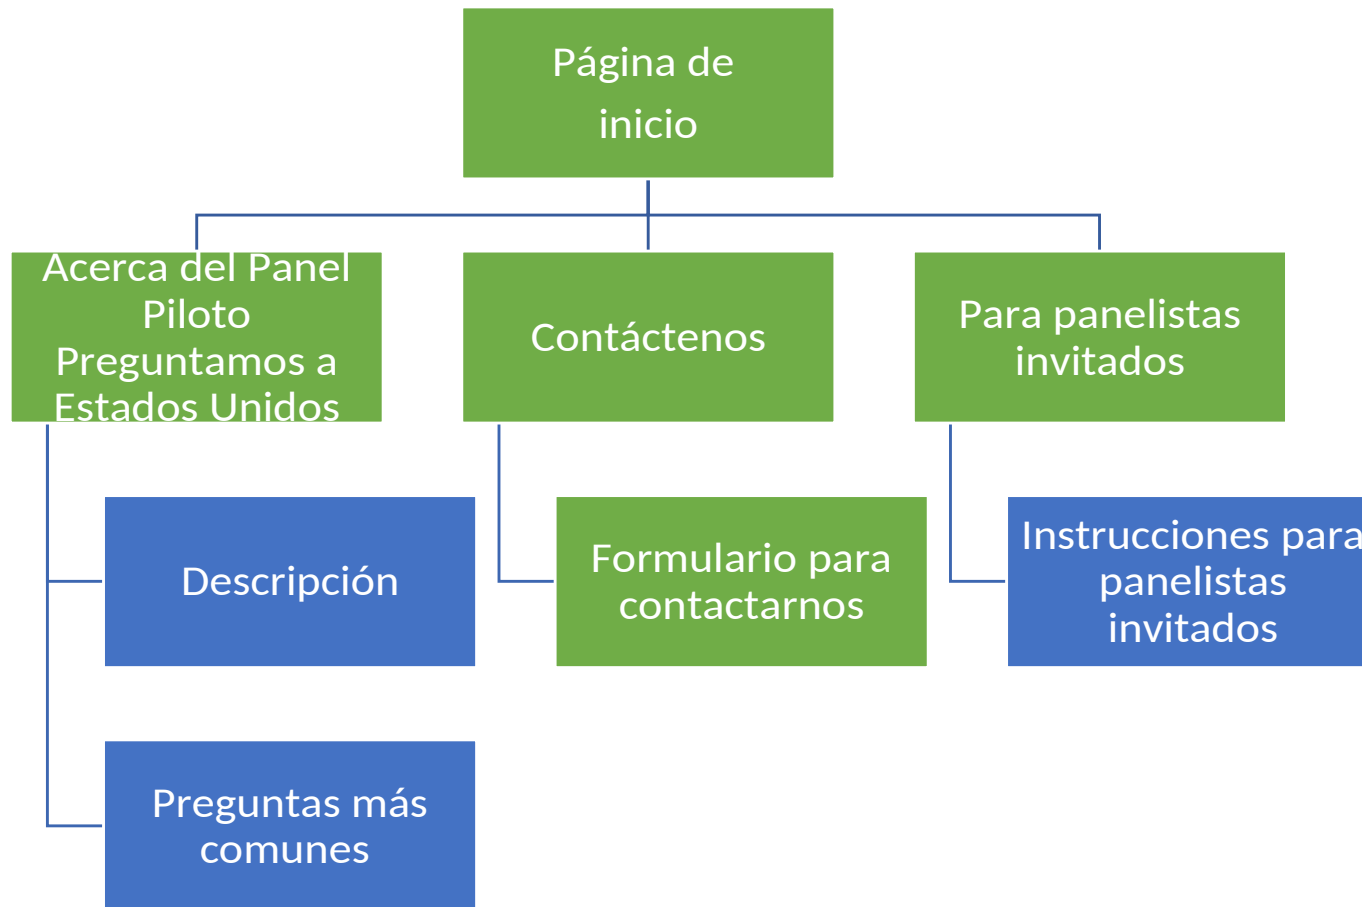 Página de
inicio
Acerca del Panel
Piloto
Preguntamos a
Estados Unidos
Contáctenos
Para panelistas
invitados
Descripción
Formulario para
contactarnos
Instrucciones para
panelistas
invitados
Preguntas más
comunes